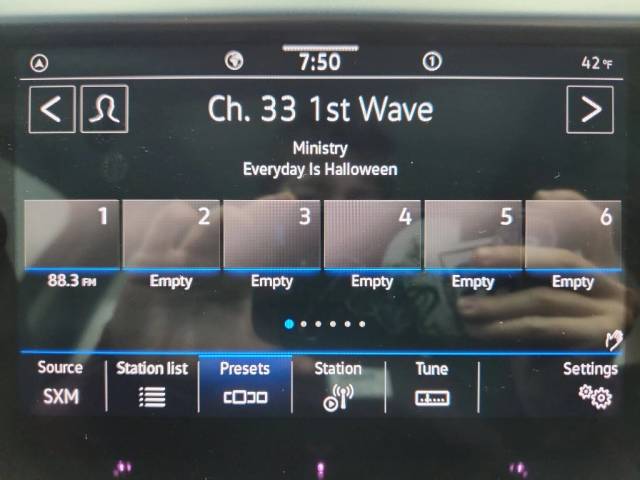 7:50 1 42 °F
Ch. 33 1st Wave
Ministry
Everyday Is Halloween
1 2 3 4 5 6
88.3 FM Empty Empty Empty Empty Empty
Source Station list Presets Station Tune Settings
SXM